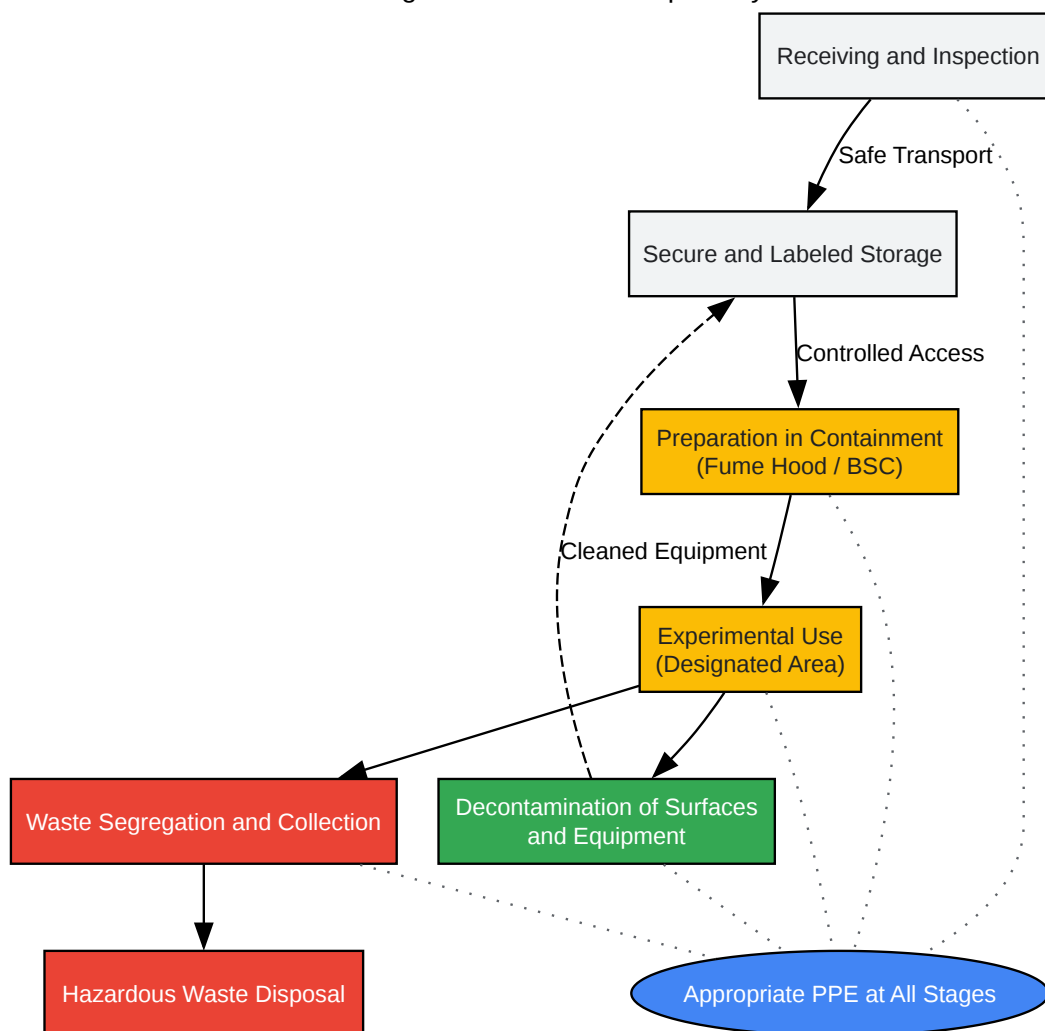 Receiving and Inspection
Safe Transport
Secure and Labeled Storage
Controlled Access
Preparation in Containment
(Fume Hood / BSC)
Cleaned Equipment
Experimental Use
(Designated Area)
Waste Segregation and Collection
Decontamination of Surfaces
and Equipment
Hazardous Waste Disposal
Appropriate PPE at All Stages